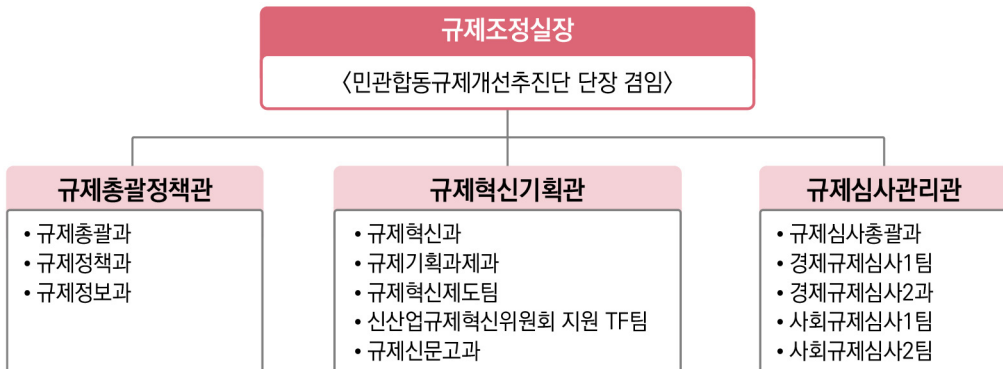 규제조정실장
〈민관합동규제개선추진단 단장 겸임〉
규제총괄정책관
• 규제총괄과
• 규제정책과
• 규제정보과
규제혁신기획관
• 규제혁신과
• 규제기획과제과
• 규제혁신제도팀
• 신산업규제혁신위원회 지원 TF팀
• 규제신문고과
규제심사관리관
• 규제심사총괄과
• 경제규제심사1팀
• 경제규제심사2과
• 사회규제심사1팀
• 사회규제심사2팀